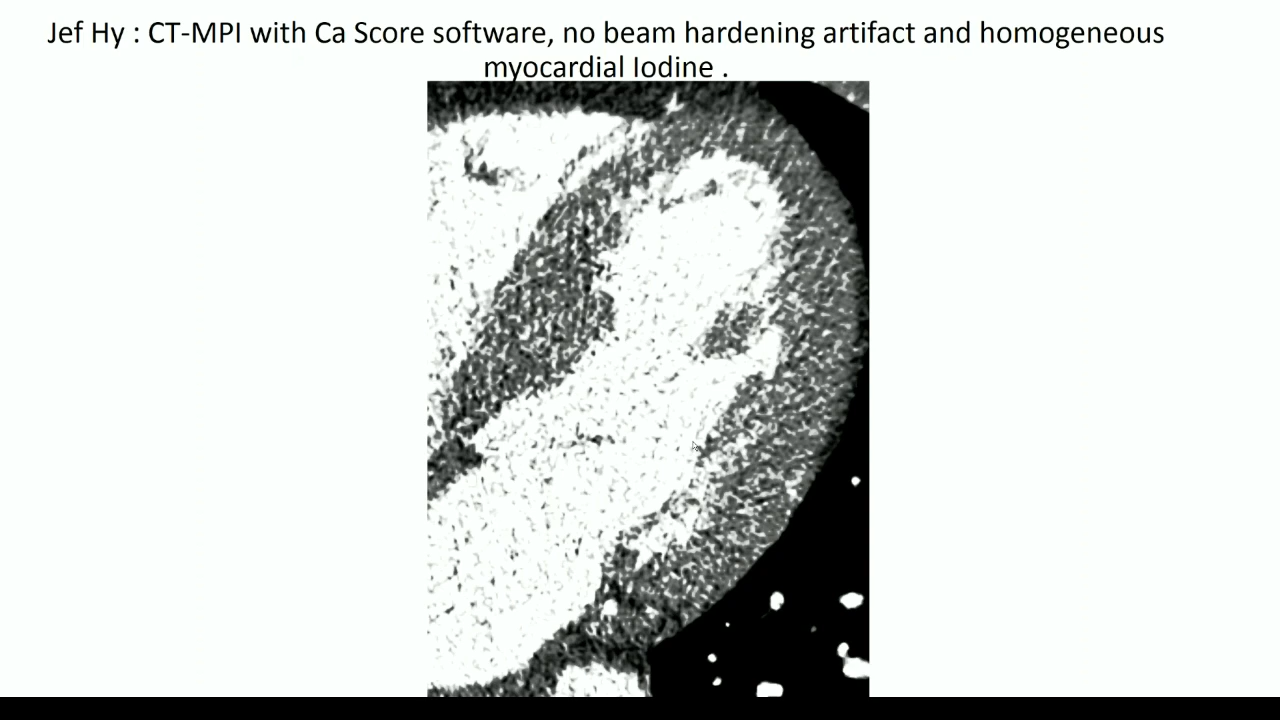 Jef Hy : CT-MPI with Ca Score software, no beam hardening artifact and homogeneous
myocardial Iodine .